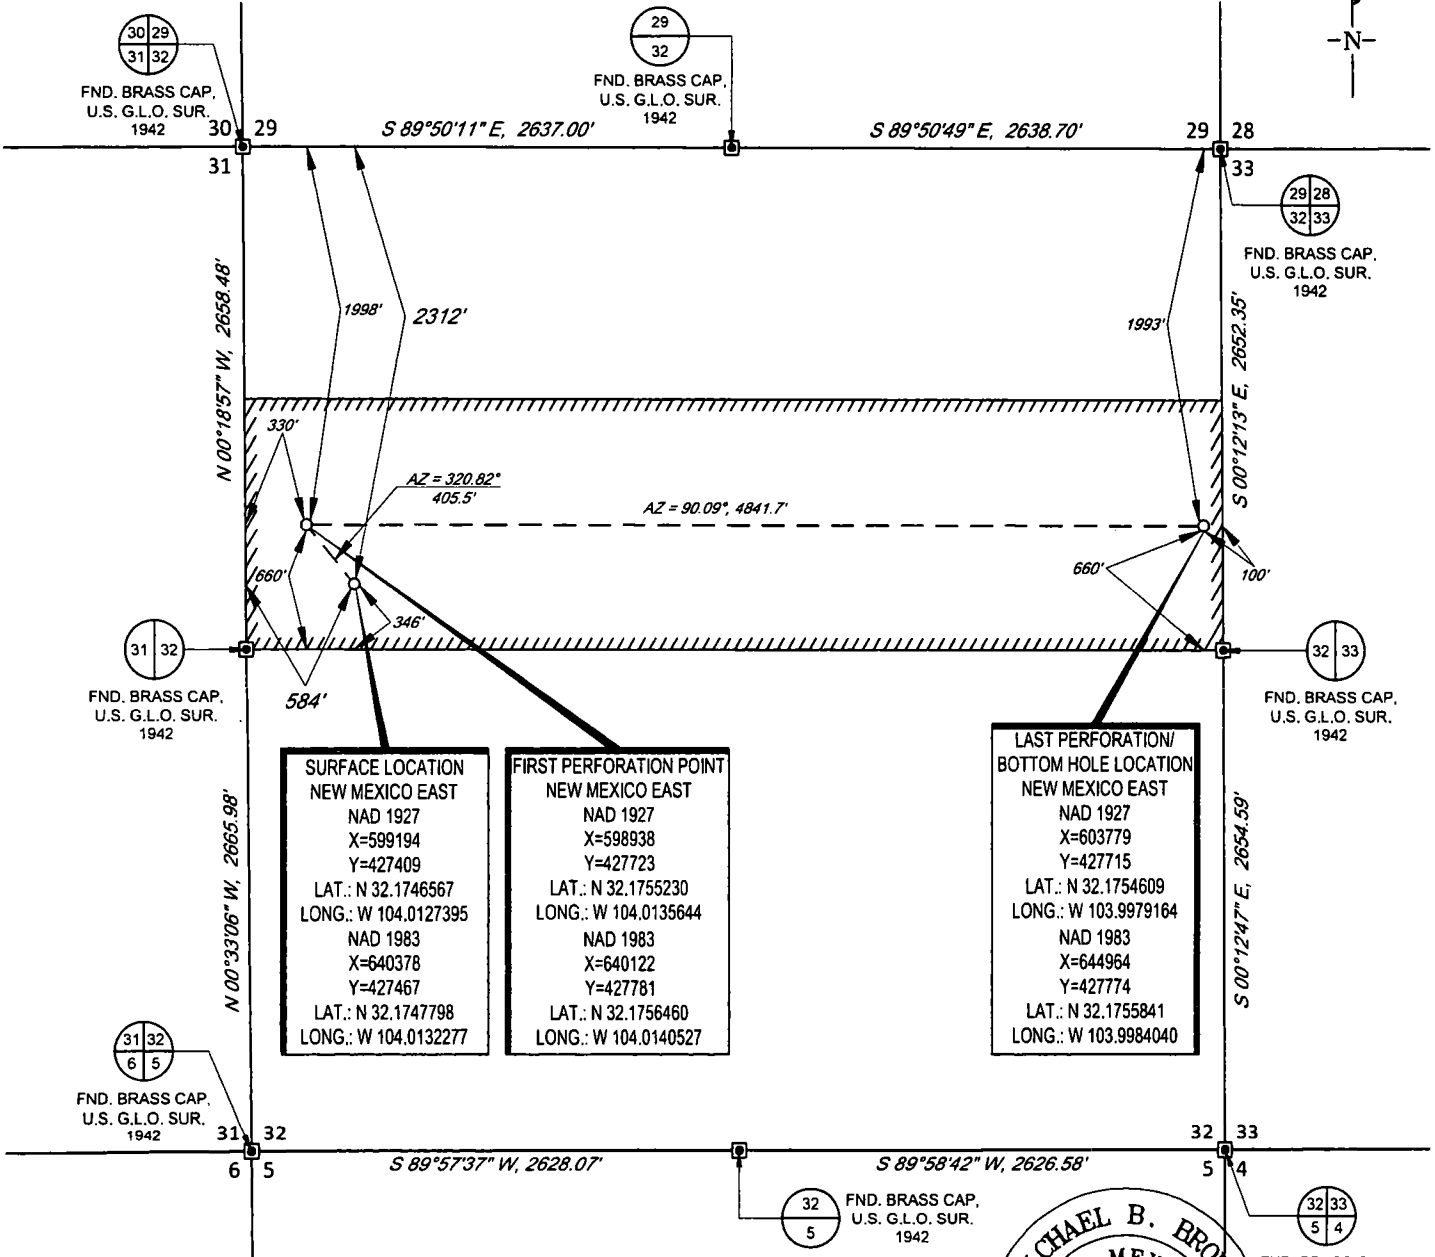 -N-
30 29
31 32
FND. BRASS CAP,
U.S. G.L.O. SUR.
1942
29
32
FND. BRASS CAP,
U.S. G.L.O. SUR.
1942
30 29
31
S 89°50'11" E, 2637.00'
S 89°50'49" E, 2638.70'
29 28
33
29 28
32 33
FND. BRASS CAP,
U.S. G.L.O. SUR.
1942
N 00°18'57" W, 2658.48'
1998'
2312'
1993'
S 00°12'13" E, 2652.35'
330'
AZ = 320.82°
405.5'
AZ = 90.09°, 4841.7'
660'
346'
660'
100'
31 32
FND. BRASS CAP,
U.S. G.L.O. SUR.
1942
584'
32 33
FND. BRASS CAP,
U.S. G.L.O. SUR.
1942
N 00°33'06" W, 2665.98'
SURFACE LOCATION
NEW MEXICO EAST
NAD 1927
X=599194
Y=427409
LAT.: N 32.1746567
LONG.: W 104.0127395
NAD 1983
X=640378
Y=427467
LAT.: N 32.1747798
LONG.: W 104.0132277
FIRST PERFORATION POINT
NEW MEXICO EAST
NAD 1927
X=598938
Y=427723
LAT.: N 32.1755230
LONG.: W 104.0135644
NAD 1983
X=640122
Y=427781
LAT.: N 32.1756460
LONG.: W 104.0140527
LAST PERFORATION/
BOTTOM HOLE LOCATION
NEW MEXICO EAST
NAD 1927
X=603779
Y=427715
LAT.: N 32.1754609
LONG.: W 103.9979164
NAD 1983
X=644964
Y=427774
LAT.: N 32.1755841
LONG.: W 103.9984040
S 00°12'47" E, 2654.59'
31 32
6 5
FND. BRASS CAP,
U.S. G.L.O. SUR.
1942
31 32
6 5
S 89°57'37" W, 2628.07'
S 89°58'42" W, 2626.58'
32 33
5 4
32
5
FND. BRASS CAP,
U.S. G.L.O. SUR.
1942
CHAEL B. BRO
MEX
32 33
5 4